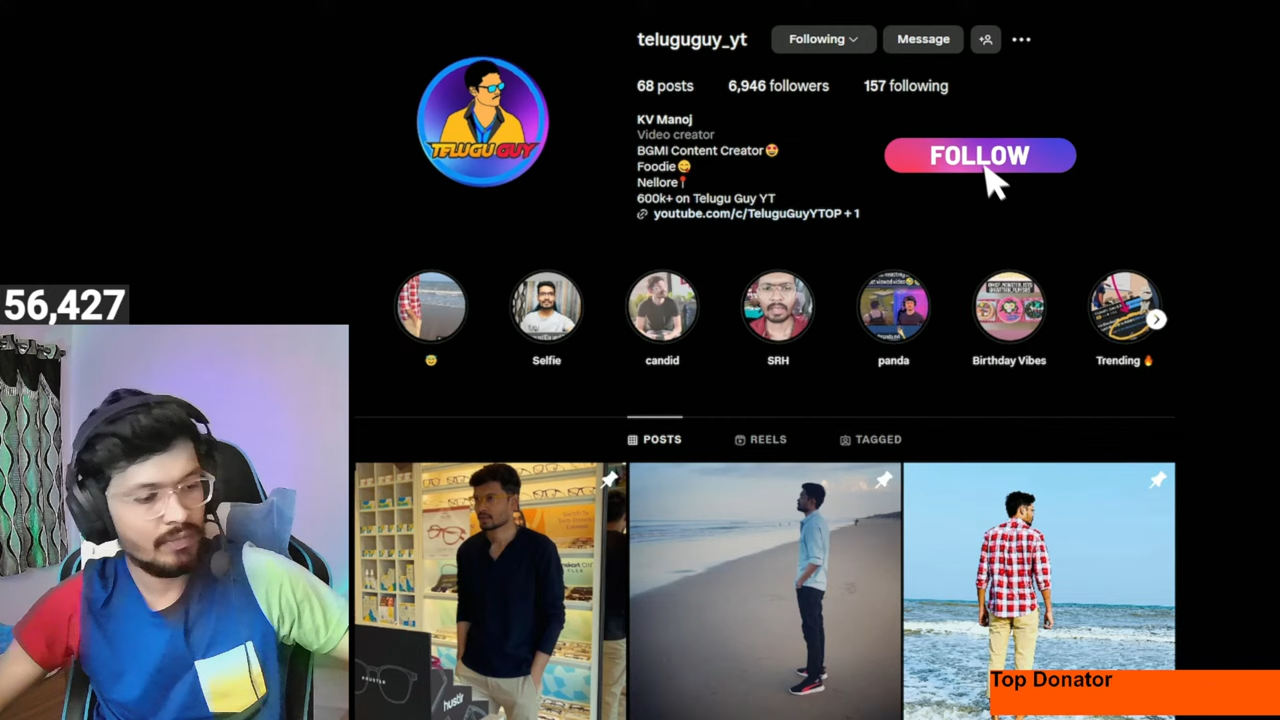 teluguguy_yt
Following
Message
68 posts
6,946 followers
157 following
KV Manoj
Video creator
BGMI Content Creator🤩
Foodie😋
Nellore📍
600k+ on Telugu Guy YT
youtube.com/c/TeluguGuyYTOP + 1
FOLLOW
TELUGU GUY
56,427
😇
Selfie
candid
SRH
panda
Birthday Vibes
Trending 🔥
POSTS
REELS
TAGGED
hustlr
Top Donator